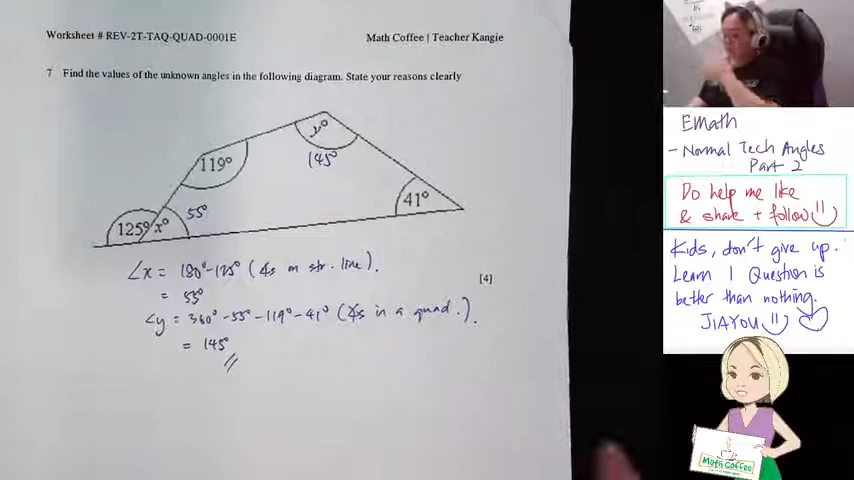 Worksheet # REV-2T-TAQ-QUAD-0001E
Math Coffee | Teacher Kangie
7 Find the values of the unknown angles in the following diagram. State your reasons clearly
y°
119°
145°
41°
55°
125° x°
∠x = 180° - 125° (∠s on str. line).
= 55°
[4]
∠y = 360° - 55° - 119° - 41° (∠s in a quad.).
= 145°
EMath
- Normal Tech Angles
Part 2
Do help me like
& share + follow
Kids, don't give up.
Learn 1 Question is
better than nothing.
JIAYOU
Math Coffee